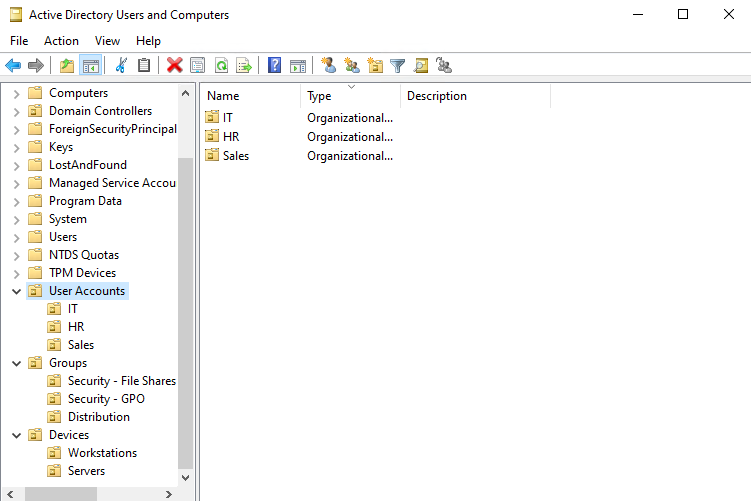 Active Directory Users and Computers
File Action View Help
Computers
Domain Controllers
ForeignSecurityPrincipal
Keys
LostAndFound
Managed Service Accou
Program Data
System
Users
NTDS Quotas
TPM Devices
User Accounts
IT
HR
Sales
Groups
Security - File Shares
Security - GPO
Distribution
Devices
Workstations
Servers
Name Type Description
IT Organizational...
HR Organizational...
Sales Organizational...